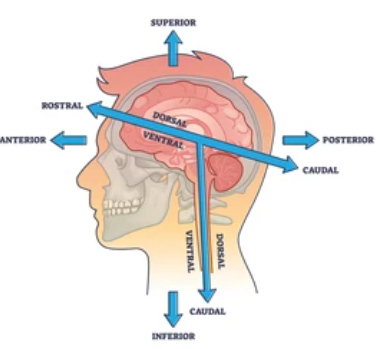 SUPERIOR
ROSTRAL
DORSAL
VENTRAL
ANTERIOR
POSTERIOR
CAUDAL
VENTRAL
DORSAL
CAUDAL
INFERIOR